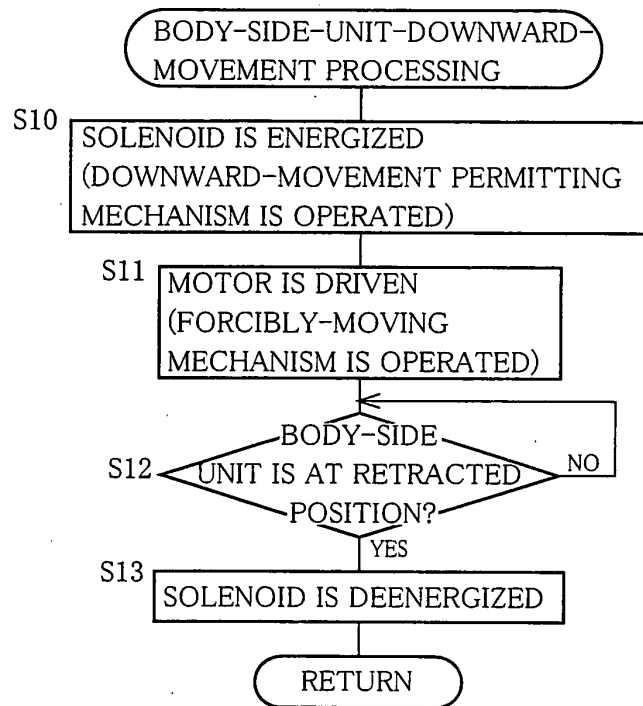 BODY-SIDE-UNIT-DOWNWARD-
MOVEMENT PROCESSING
S10
SOLENOID IS ENERGIZED
(DOWNWARD-MOVEMENT PERMITTING
MECHANISM IS OPERATED)
S11
MOTOR IS DRIVEN
(FORCIBLY-MOVING
MECHANISM IS OPERATED)
BODY-SIDE
S12
UNIT IS AT RETRACTED
NO
POSITION?
YES
S13
SOLENOID IS DEENERGIZED
RETURN